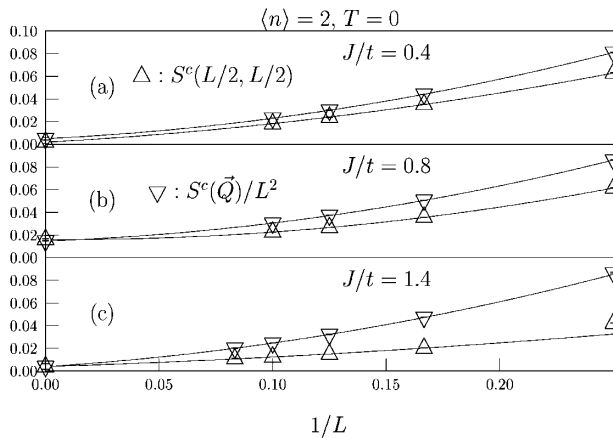 ⟨n⟩ = 2, T = 0
0.10
0.08
0.06
0.04
0.02
0.00
J/t = 0.4
(a) △ : S^c(L/2, L/2)
0.08
0.06
0.04
0.02
0.00
J/t = 0.8
(b) ▽ : S^c(Q⃗)/L^2
0.08
0.06
0.04
0.02
0.00
J/t = 1.4
(c)
0.00 0.05 0.10 0.15 0.20
1/L